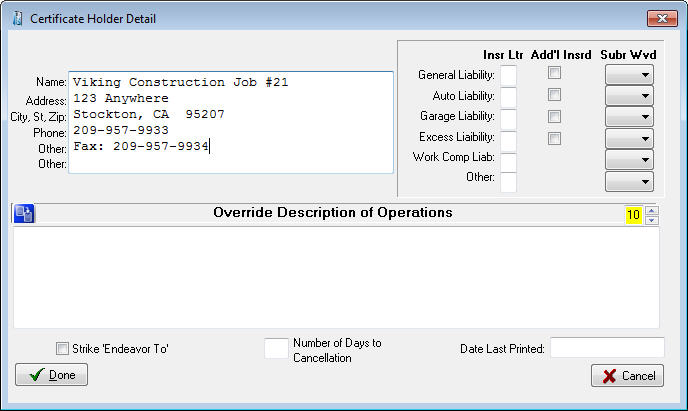 Certificate Holder Detail
Insr Ltr Add'l Insrd Subr Wvd
Name: Viking Construction Job #21
Address: 123 Anywhere
City, St, Zip: Stockton, CA  95207
Phone: 209-957-9933
Other: Fax: 209-957-9934
Other:
General Liability:
Auto Liability:
Garage Liability:
Excess Liaibility:
Work Comp Liab:
Other:
Override Description of Operations 10
Strike 'Endeavor To'
Number of Days to
Cancellation
Date Last Printed:
Done
Cancel